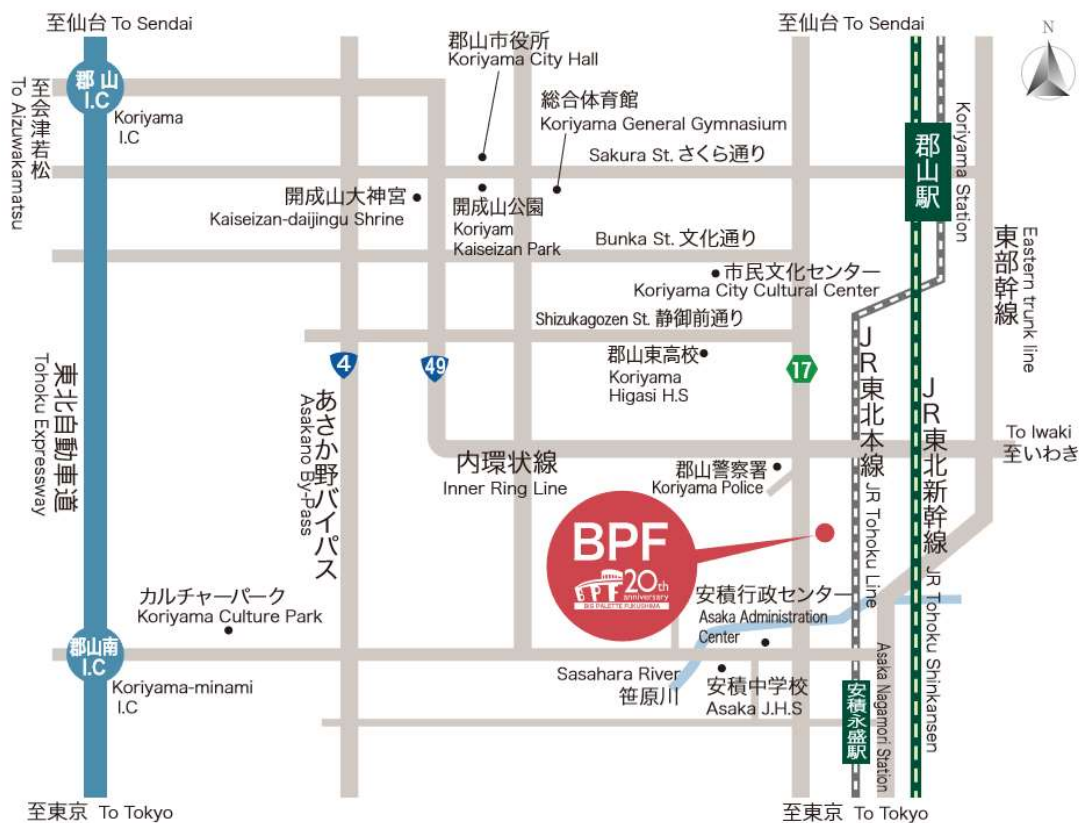 至仙台 To Sendai
至仙台 To Sendai
N
郡山
I.C
Koriyama
I.C
至会津若松
To Aizuwakamatsu
郡山市役所
Koriyama City Hall
総合体育館
Koriyama General Gymnasium
Sakura St. さくら通り
郡山駅
Koriyama Station
開成山大神宮
Kaiseizan-daijingu Shrine
開成山公園
Koriyam
Kaiseizan Park
Bunka St. 文化通り
市民文化センター
Koriyama City Cultural Center
東部幹線
Eastern trunk line
Shizukagozen St. 静御前通り
4
49
17
郡山東高校
Koriyama
Higasi H.S
東北自動車道
Tohoku Expressway
あさか野バイパス
Asakano By-Pass
内環状線
Inner Ring Line
JR東北本線 JR Tohoku Line
JR東北新幹線 JR Tohoku Shinkansen
To Iwaki
至いわき
郡山警察署
Koriyama Police
BPF
BPF 20th
anniversary
BIG PALETTE FUKUSHIMA
カルチャーパーク
Koriyama Culture Park
安積行政センター
Asaka Administration
Center
郡山南
I.C
Koriyama-minami
I.C
Sasahara River
笹原川
安積中学校
Asaka J.H.S
安積永盛駅
Asaka Nagamori Station
至東京 To Tokyo
至東京 To Tokyo